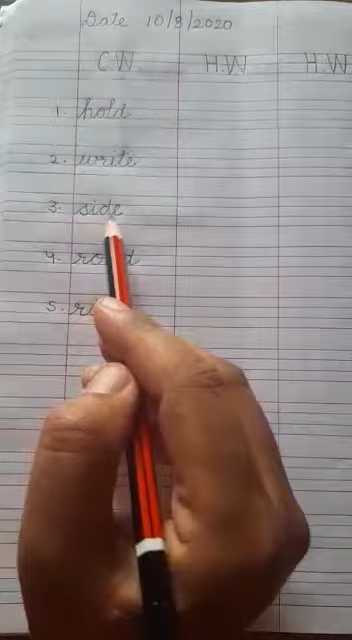 Date 10/8/2020
C.W. H.W H.W
1. hold
2. write
3. side
4.
5.